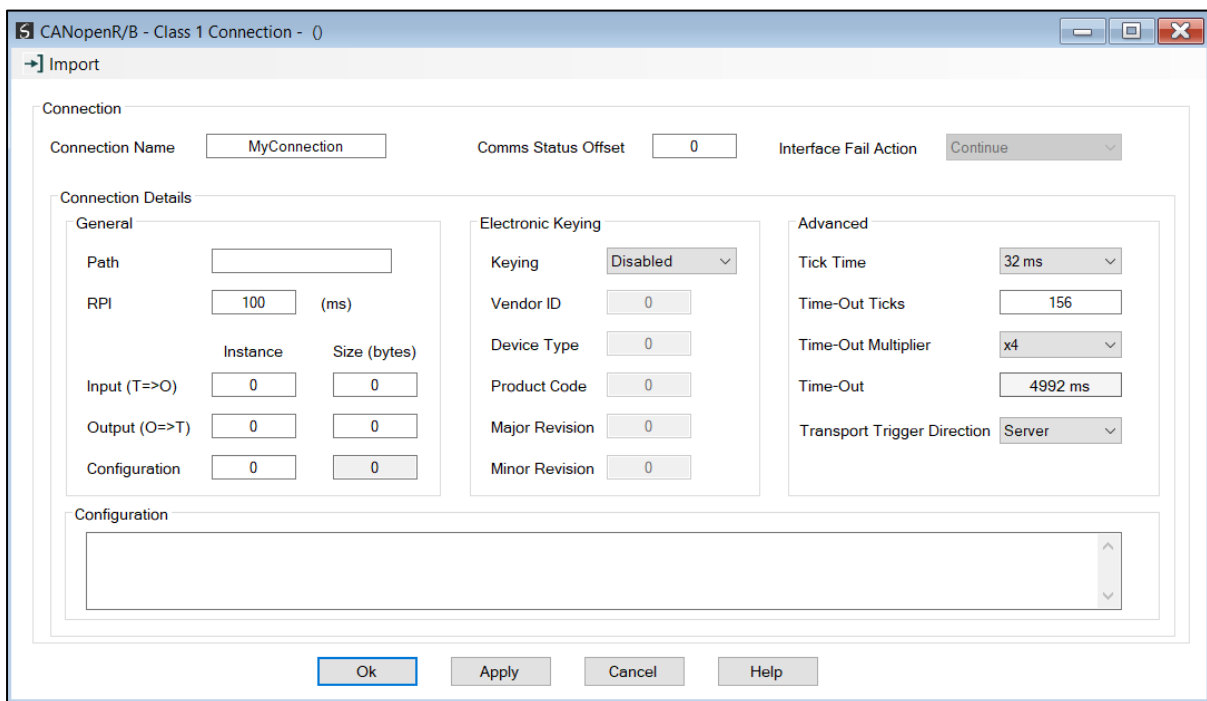 CANopenR/B - Class 1 Connection - ()
Import
Connection
Connection Name MyConnection Comms Status Offset 0 Interface Fail Action Continue
Connection Details
General Electronic Keying Advanced
Path Keying Disabled Tick Time 32 ms
RPI 100 (ms) Vendor ID 0 Time-Out Ticks 156
Instance Size (bytes) Device Type 0 Time-Out Multiplier x4
Input (T=>O) 0 0 Product Code 0 Time-Out 4992 ms
Output (O=>T) 0 0 Major Revision 0 Transport Trigger Direction Server
Configuration 0 0 Minor Revision 0
Configuration
Ok Apply Cancel Help